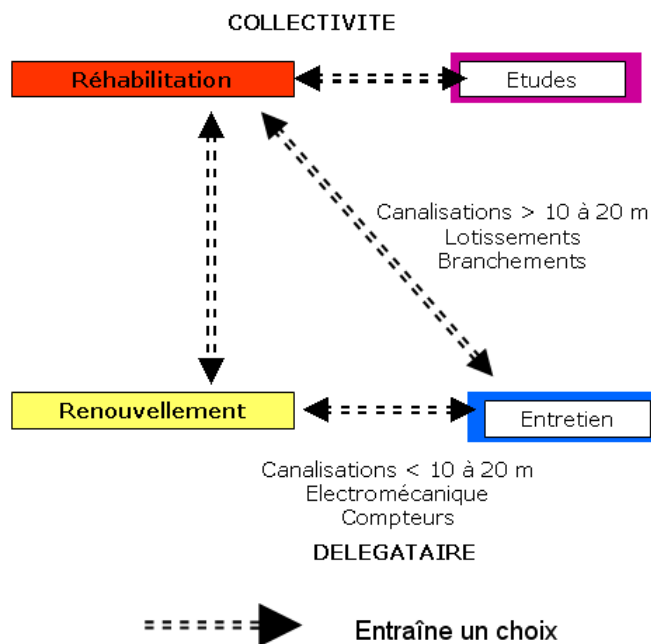 COLLECTIVITE
Réhabilitation
Etudes
Canalisations > 10 à 20 m
Lotissements
Branchements
Renouvellement
Entretien
Canalisations < 10 à 20 m
Electromécanique
Compteurs
DELEGATAIRE
Entraîne un choix